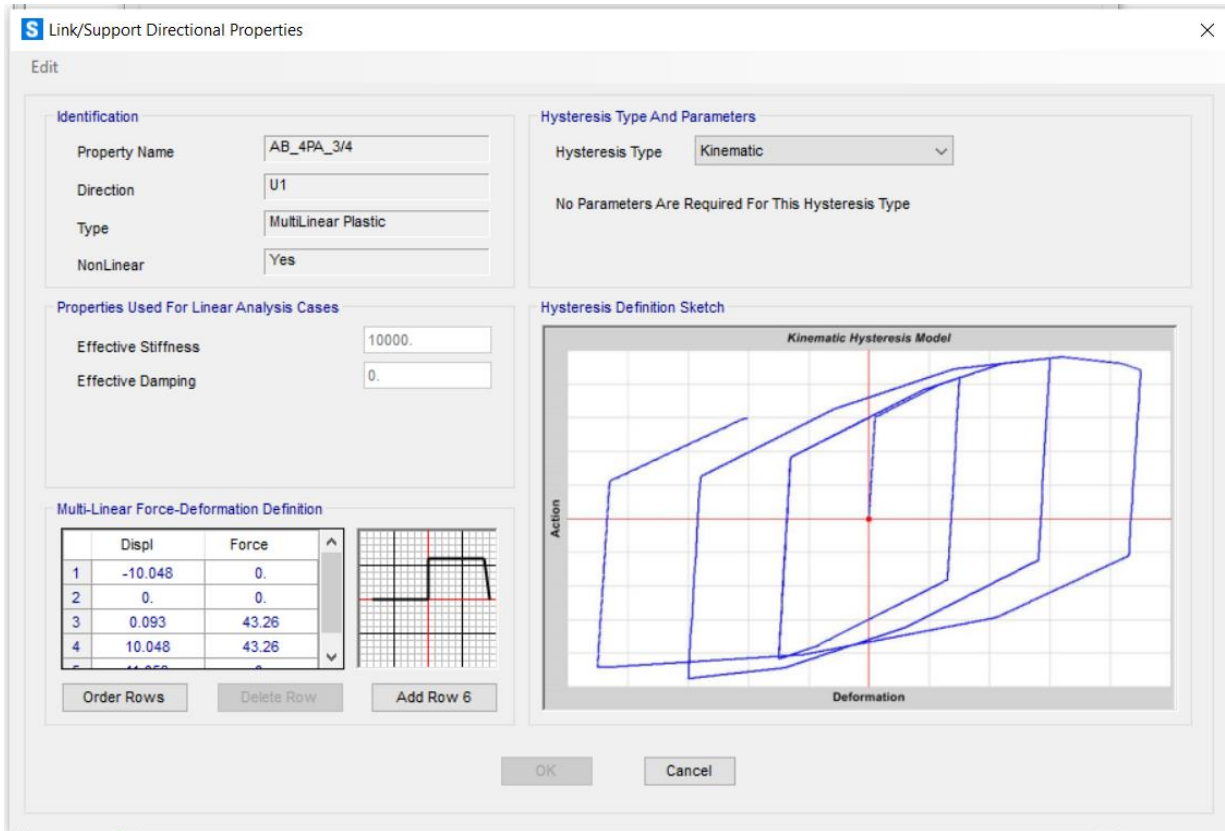 S Link/Support Directional Properties
Edit
Identification
Property Name AB_4PA_3/4
Direction U1
Type MultiLinear Plastic
NonLinear Yes
Hysteresis Type And Parameters
Hysteresis Type Kinematic
No Parameters Are Required For This Hysteresis Type
Properties Used For Linear Analysis Cases
Effective Stiffness 10000.
Effective Damping 0.
Hysteresis Definition Sketch
Kinematic Hysteresis Model
Action
Deformation
Multi-Linear Force-Deformation Definition
Displ Force
1 -10.048 0.
2 0. 0.
3 0.093 43.26
4 10.048 43.26
Order Rows Delete Row Add Row 6
OK Cancel